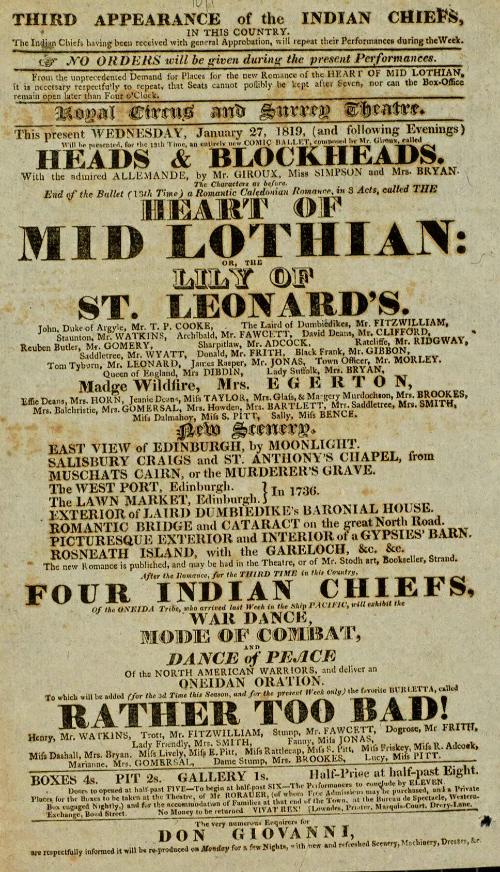 THIRD APPEARANCE of the INDIAN CHIEFS,
IN THIS COUNTRY.
The Indian Chiefs having been received with general Approbation, will repeat their Performances during the Week.
☞ NO ORDERS will be given during the present Performances.
From the unprecedented Demand for Places for the new Romance of the HEART OF MID LOTHIAN,
it is necessary respectfully to repeat, that Seats cannot possibly be kept after Seven, nor can the Box-Office
remain open later than Four o'Clock.
Royal Circus and Surrey Theatre.
This present WEDNESDAY, January 27, 1819, (and following Evenings)
Will be presented, for the 13th Time, an entirely new COMIC BALLET, composed by Mr. Giroux, called
HEADS & BLOCKHEADS.
With the admired ALLEMANDE, by Mr. GIROUX, Miss SIMPSON and Mrs. BRYAN.
The Characters as before.
End of the Ballet (13th Time) a Romantic Caledonian Romance, in 3 Acts, called THE
HEART OF
MID LOTHIAN:
OR, THE
LILY OF
ST. LEONARD'S.
John, Duke of Argyle, Mr. T. P. COOKE, The Laird of Dumbiedikes, Mr. FITZWILLIAM,
Staunton, Mr. WATKINS, Archibald, Mr. FAWCETT, David Deans, Mr. CLIFFORD,
Reuben Butler, Mr. GOMERY, Sharpitlaw, Mr. ADCOCK. Ratcliffe, Mr. RIDGWAY,
Saddletree, Mr. WYATT, Donald, Mr. FRITH, Black Frank, Mr. GIBBON,
Tom Tyborn, Mr. LEONARD, James Rasper, Mr. JONAS, Town Officer, Mr. MORLEY.
Queen of England, Mrs DIBDIN, Lady Suffolk, Mrs. BRYAN,
Madge Wildfire, Mrs. EGERTON,
Effie Deans, Mrs. HORN, Jeanie Deans, Miss TAYLOR, Mrs. Glass, & Margery Murdochson, Mrs. BROOKES,
Mrs. Balchristie, Mrs. GOMERSAL, Mrs. Howden, Mrs. BARTLETT, Mrs. Saddletree, Mrs. SMITH,
Miss Dalmahoy, Miss S. PITT, Sally, Miss BENCE.
New Scenery.
EAST VIEW of EDINBURGH, by MOONLIGHT.
SALISBURY CRAIGS and ST. ANTHONY'S CHAPEL, from
MUSCHATS CAIRN, or the MURDERER'S GRAVE.
The WEST PORT, Edinburgh.
The LAWN MARKET, Edinburgh. } In 1736.
EXTERIOR of LAIRD DUMBIEDIKE's BARONIAL HOUSE.
ROMANTIC BRIDGE and CATARACT on the great North Road.
PICTURESQUE EXTERIOR and INTERIOR of a GYPSIES' BARN.
ROSNEATH ISLAND, with the GARELOCH, &c. &c.
The new Romance is published, and may be had in the Theatre, or of Mr. Stodhart, Bookseller, Strand.
After the Romance, for the THIRD TIME in this Country,
FOUR INDIAN CHIEFS,
Of the ONEIDA Tribe, who arrived last Week in the Ship PACIFIC, will exhibit the
WAR DANCE,
MODE OF COMBAT,
AND
DANCE of PEACE
Of the NORTH AMERICAN WARRIORS, and deliver an
ONEIDAN ORATION.
To which will be added (for the 3d Time this Season, and for the present Week only) the favorite BURLETTA, called
RATHER TOO BAD!
Henry, Mr. WATKINS, Trott, Mr. FITZWILLIAM, Stump, Mr. FAWCETT, Dogrose, Mr FRITH,
Lady Friendly, Mrs. SMITH, Fanny, Miss JONAS,
Miss Dashall, Mrs. Bryan, Miss Lively, Miss E. Pitt, Miss Rattletap, Miss S. Pitt, Miss Friskey, Miss R. Adcock,
Marianne, Mrs. GOMERSAL, Dame Stump, Mrs. BROOKES, Lucy, Miss PITT.
BOXES 4s. PIT 2s. GALLERY 1s. Half-Price at half-past Eight.
Doors to opened at half-past FIVE—To begin at half-past SIX—The Performances to conclude by ELEVEN
Places for the Boxes to be taken at the Theatre, of Mr RORAUER, (of whom Free Admissions may be purchased, and a Private
Box engaged Nightly,) and for the accommodation of Families at that end of the Town, at the Bureau de Spectacle, Western-
Exchange, Bond Street. No Money to be returned. VIVAT REX! (Lowndes, Printer, Marquis-Court, Drury-Lane.
The very numerous Enquirers for
DON GIOVANNI,
are respectfully informed it will be re-produced on Monday for a few Nights, with new and refreshed Scenery, Machinery, Dresses, &c